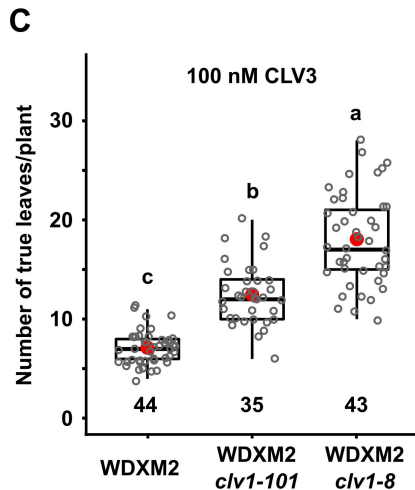 C
100 nM CLV3
Number of true leaves/plant
30
20
10
0
c
b
a
44
35
43
WDXM2
WDXM2
clv1-101
WDXM2
clv1-8